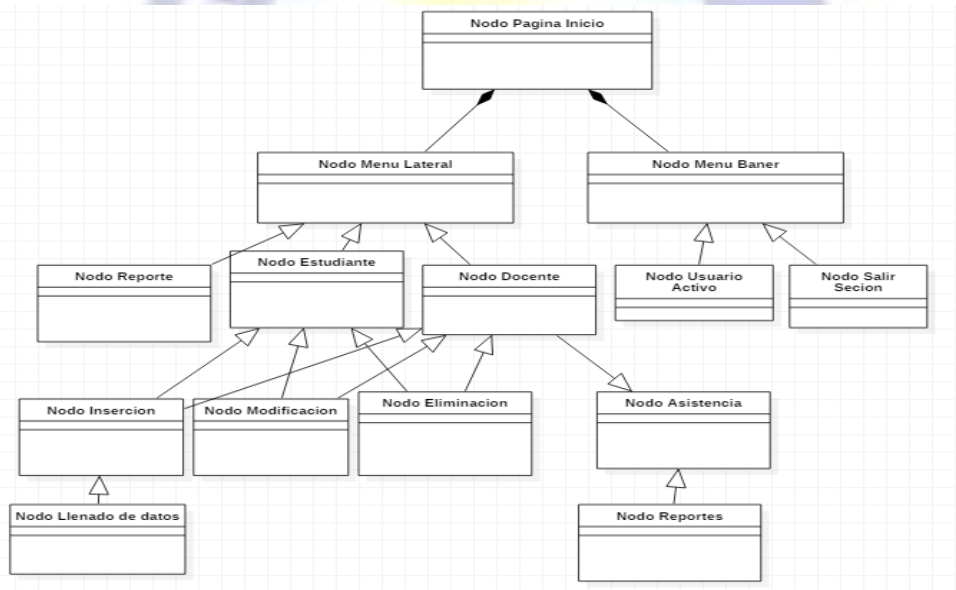 Nodo Pagina Inicio
Nodo Menu Lateral
Nodo Menu Baner
Nodo Reporte
Nodo Estudiante
Nodo Docente
Nodo Usuario
Activo
Nodo Salir
Secion
Nodo Insercion
Nodo Modificacion
Nodo Eliminacion
Nodo Asistencia
Nodo Llenado de datos
Nodo Reportes